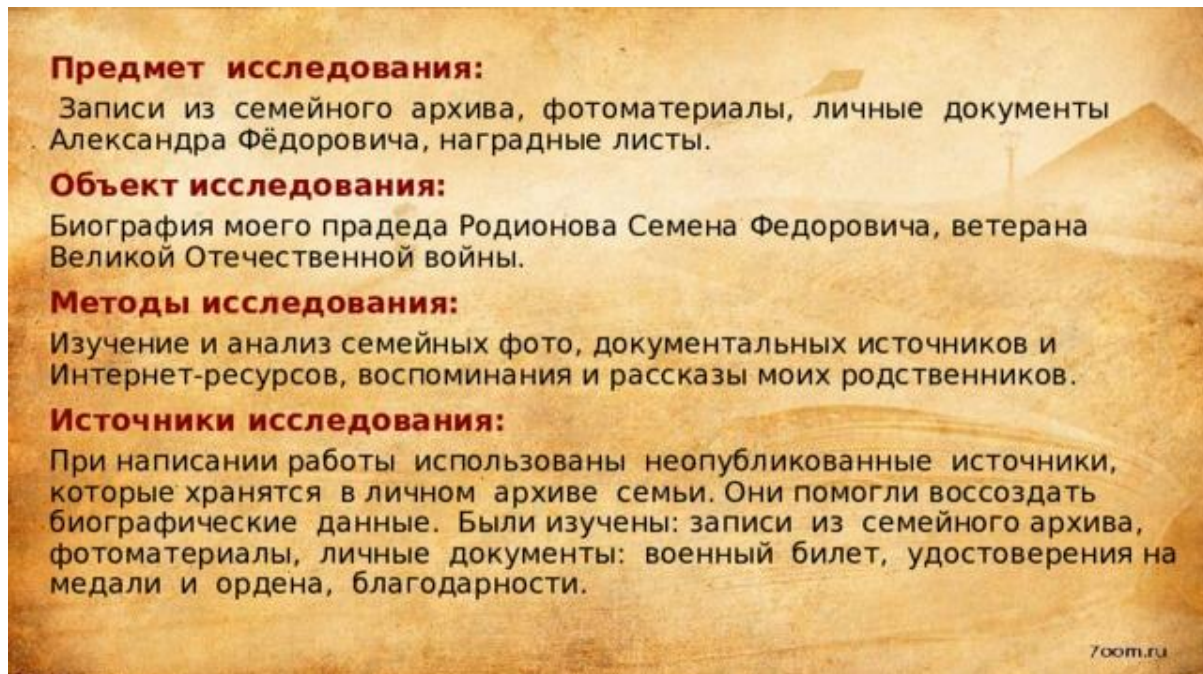 Предмет исследования:
Записи из семейного архива, фотоматериалы, личные документы
Александра Фёдоровича, наградные листы.
Объект исследования:
Биография моего прадеда Родионова Семена Федоровича, ветерана
Великой Отечественной войны.
Методы исследования:
Изучение и анализ семейных фото, документальных источников и
Интернет-ресурсов, воспоминания и рассказы моих родственников.
Источники исследования:
При написании работы использованы неопубликованные источники,
которые хранятся в личном архиве семьи. Они помогли воссоздать
биографические данные. Были изучены: записи из семейного архива,
фотоматериалы, личные документы: военный билет, удостоверения на
медали и ордена, благодарности.
7oom.ru